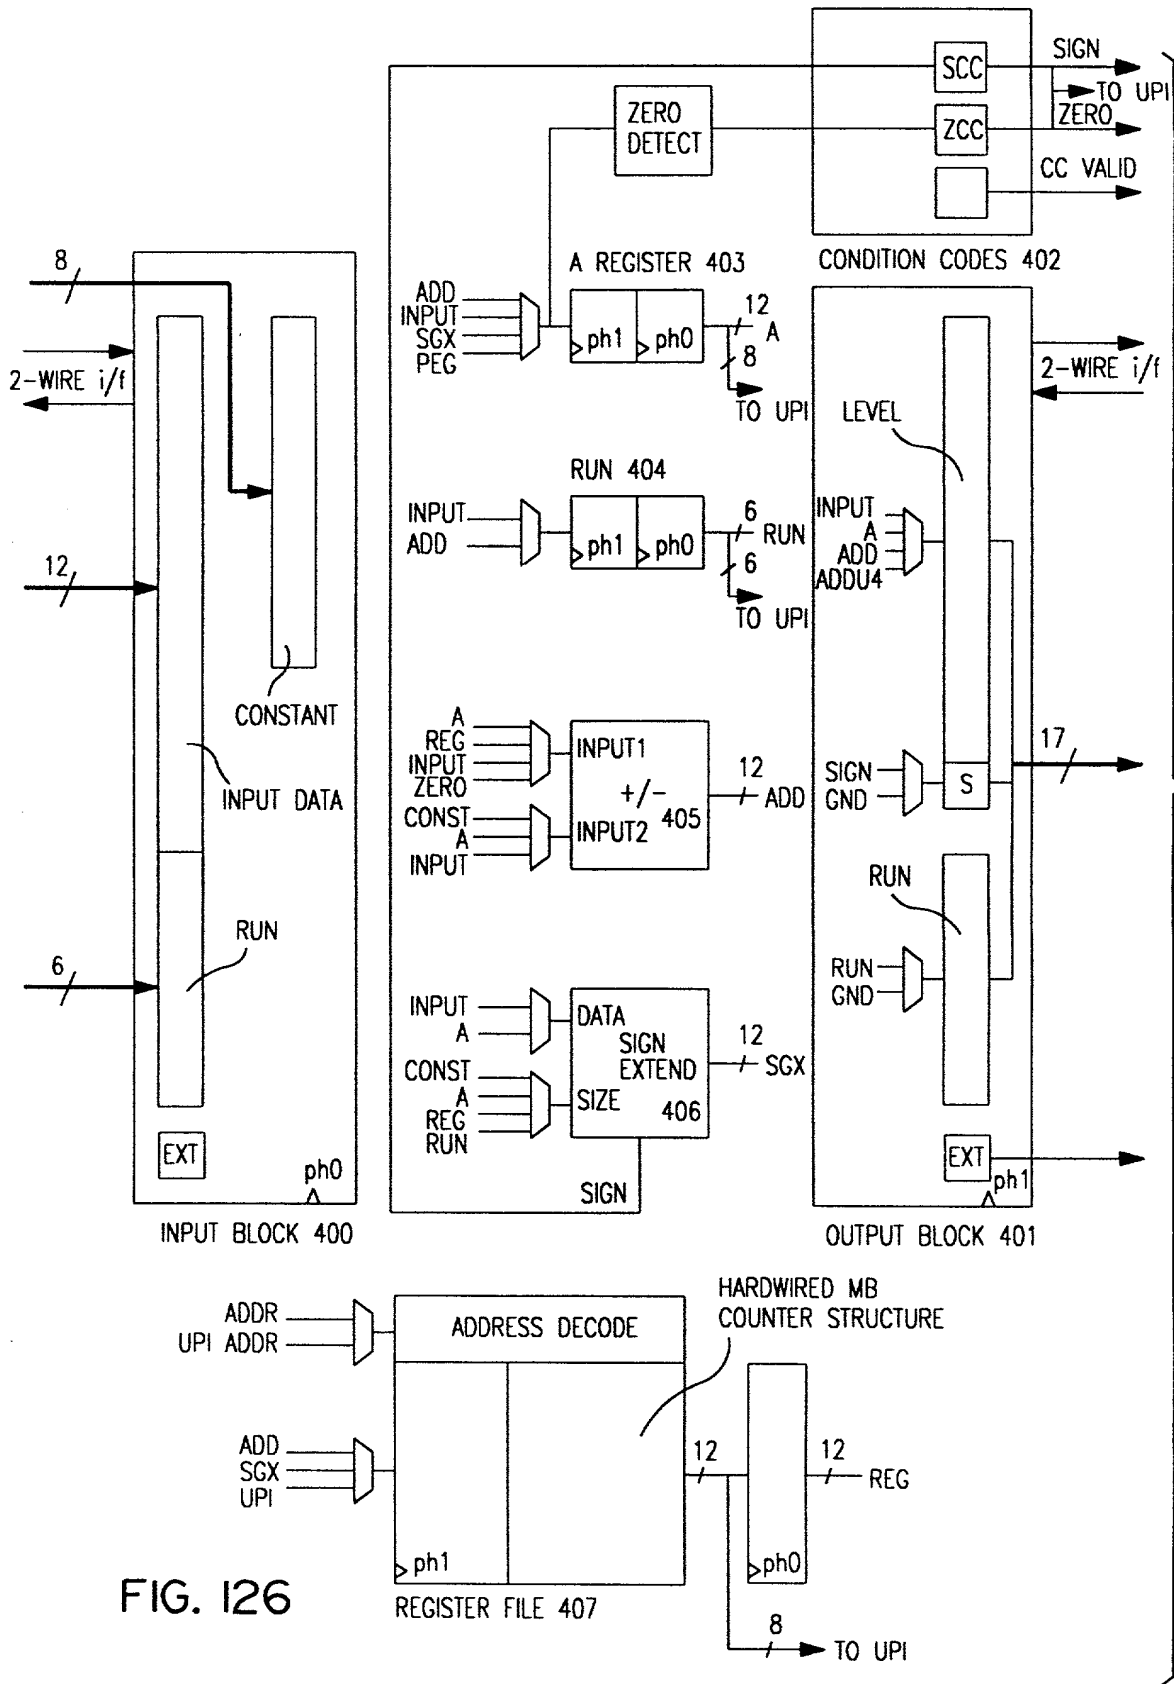 SCC
SIGN
TO UPI
ZERO
ZERO
DETECT
ZCC
CC VALID
8
A REGISTER 403
CONDITION CODES 402
ADD
INPUT
SGX
PEG
ph1
ph0
12
A
8
TO UPI
2-WIRE i/f
2-WIRE i/f
LEVEL
RUN 404
INPUT
ADD
ph1
ph0
6
RUN
6
TO UPI
INPUT
A
ADD
ADDU4
12
CONSTANT
INPUT DATA
A
REG
INPUT
ZERO
INPUT1
+/-
405
12
ADD
CONST
A
INPUT
INPUT2
SIGN
GND
S
17
RUN
RUN
6
RUN
GND
INPUT
A
DATA
SIGN
EXTEND
406
12
SGX
CONST
A
REG
RUN
SIZE
EXT
ph0
SIGN
EXT
ph1
INPUT BLOCK 400
OUTPUT BLOCK 401
HARDWIRED MB
COUNTER STRUCTURE
ADDR
UPI ADDR
ADDRESS DECODE
ADD
SGX
UPI
12
12
REG
ph1
ph0
REGISTER FILE 407
8
TO UPI
FIG. 126